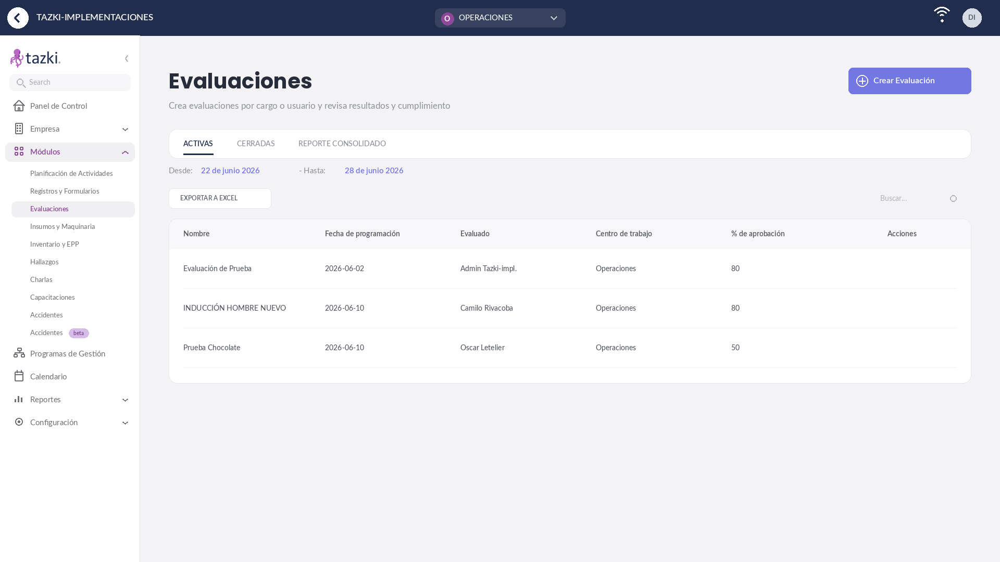 TAZKI-IMPLEMENTACIONES
O OPERACIONES
DI
tazki.
Search
Panel de Control
Empresa
Módulos
Planificación de Actividades
Registros y Formularios
Evaluaciones
Insumos y Maquinaria
Inventario y EPP
Hallazgos
Charlas
Capacitaciones
Accidentes
Accidentes beta
Programas de Gestión
Calendario
Reportes
Configuración
Evaluaciones
Crear Evaluación
Crea evaluaciones por cargo o usuario y revisa resultados y cumplimiento
ACTIVAS CERRADAS REPORTE CONSOLIDADO
Desde: 22 de junio 2026 - Hasta: 28 de junio 2026
EXPORTAR A EXCEL Buscar...
Nombre Fecha de programación Evaluado Centro de trabajo % de aprobación Acciones
Evaluación de Prueba 2026-06-02 Admin Tazki-impl. Operaciones 80
INDUCCIÓN HOMBRE NUEVO 2026-06-10 Camilo Rivacoba Operaciones 80
Prueba Chocolate 2026-06-10 Oscar Letelier Operaciones 50